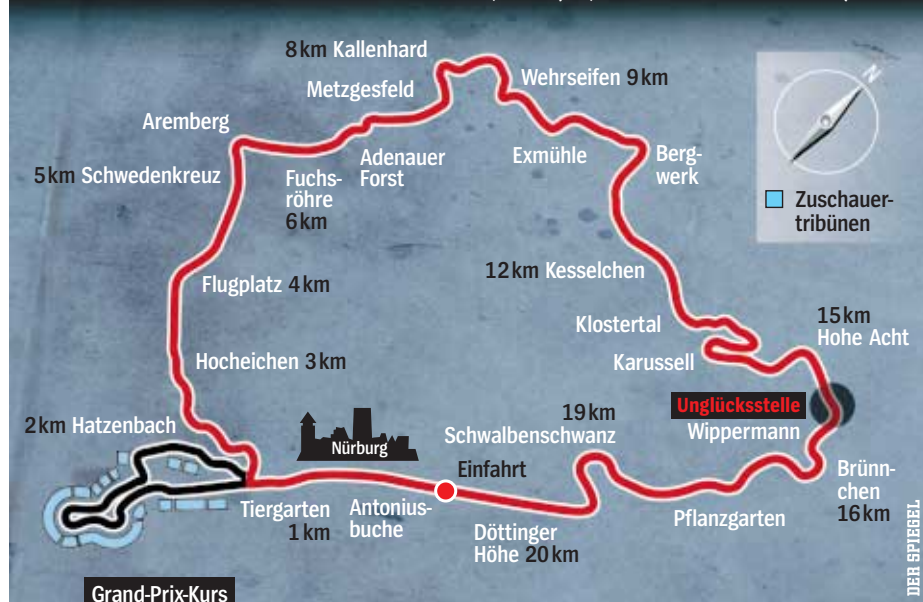 8 km Kallenhard
Metzgesfeld
Wehrseifen 9 km
Aremberg
Adenauer
Forst
Exmühle
Berg-
werk
5 km Schwedenkreuz
Fuchs-
röhre
6 km
N
Zuschauer-
tribünen
Flugplatz 4 km
12 km Kesselchen
15 km
Hohe Acht
Klostertal
Hocheichen 3 km
Karussell
Unglücksstelle
Wippermann
2 km Hatzenbach
Nürburg
19 km
Schwalbenschwanz
Einfahrt
Brünn-
chen
16 km
Tiergarten
1 km
Antonius-
buche
Döttinger
Höhe 20 km
Pflanzgarten
DER SPIEGEL
Grand-Prix-Kurs